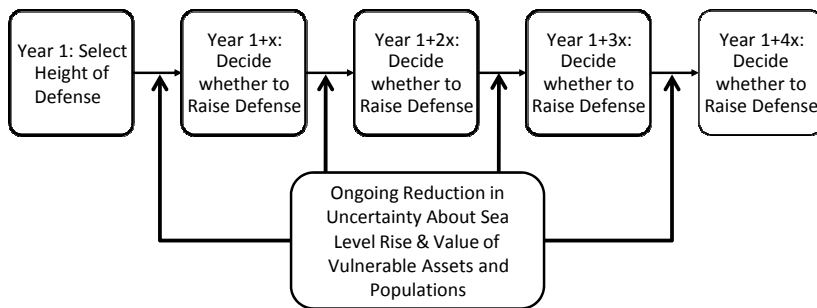 Year 1: Select
Height of
Defense
Year 1+x:
Decide
whether to
Raise Defense
Year 1+2x:
Decide
whether to
Raise Defense
Year 1+3x:
Decide
whether to
Raise Defense
Year 1+4x:
Decide
whether to
Raise Defense
Ongoing Reduction in
Uncertainty About Sea
Level Rise & Value of
Vulnerable Assets and
Populations